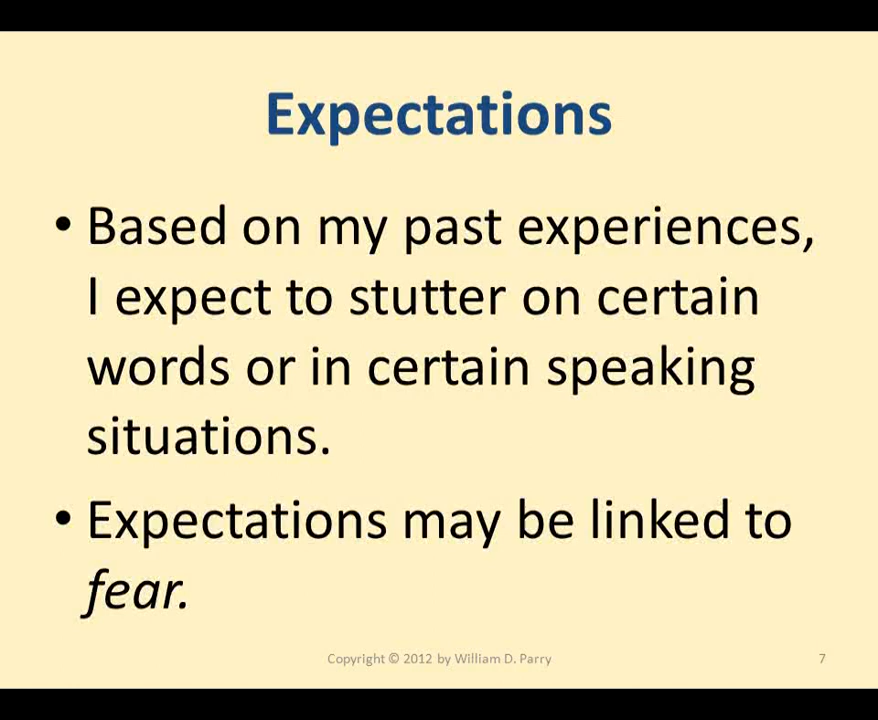 Expectations
• Based on my past experiences,
I expect to stutter on certain
words or in certain speaking
situations.
• Expectations may be linked to
fear.
Copyright © 2012 by William D. Parry 7